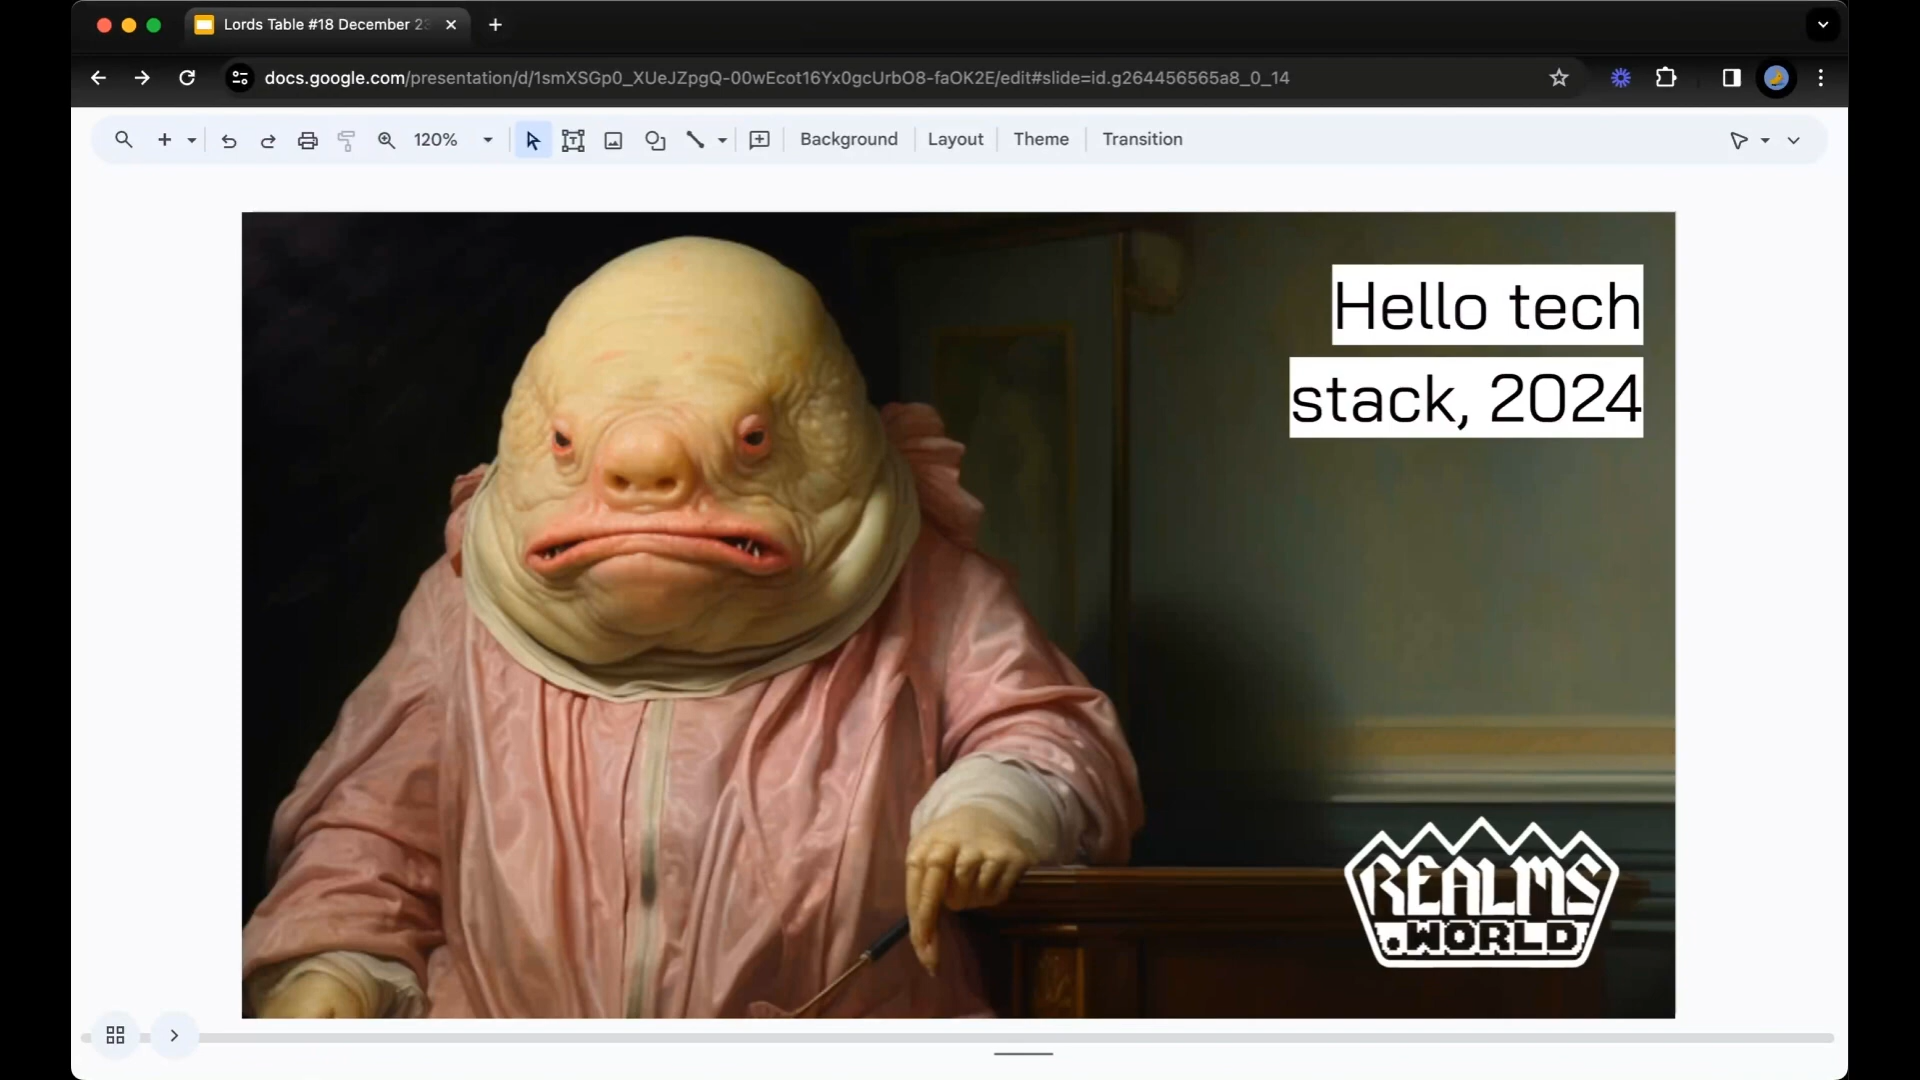 Lords Table #18 December 23
docs.google.com/presentation/d/1smXSGp0_XUeJZpgQ-00wEcot16Yx0gcUrbO8-faOK2E/edit#slide=id.g264456565a8_0_14
120% Background Layout Theme Transition
Hello tech
stack, 2024
REALMS
.WORLD